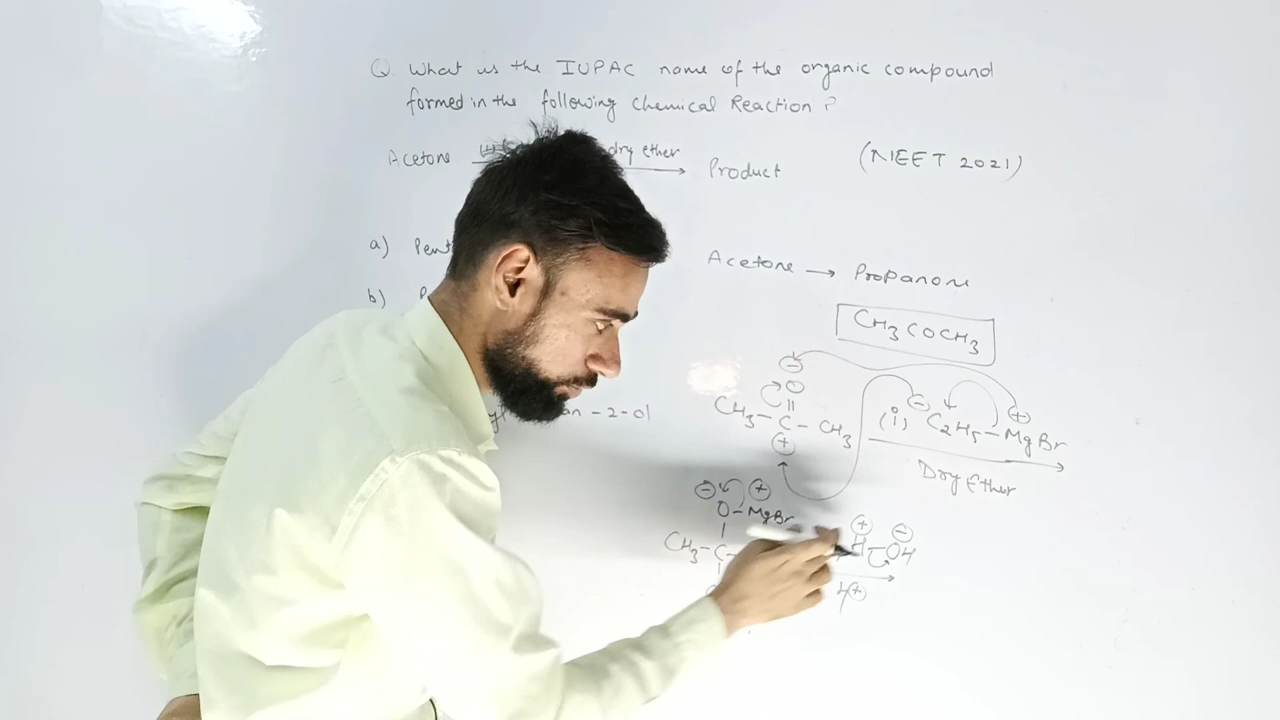 Q. What is the IUPAC name of the organic compound
formed in the following Chemical Reaction?
Acetone dry ether Product (NEET 2021)
a) Pent
b) P
-2-ol
Acetone → Propanone
CH3COCH3
⊖
O
||
CH3-C-CH3
⊕
(i) ⊖ C2H5-MgBr ⊕
Dry Ether
⊖ ⊕
O-MgBr
|
CH3-C-
|
⊕ ⊖
H-OH
H⊕